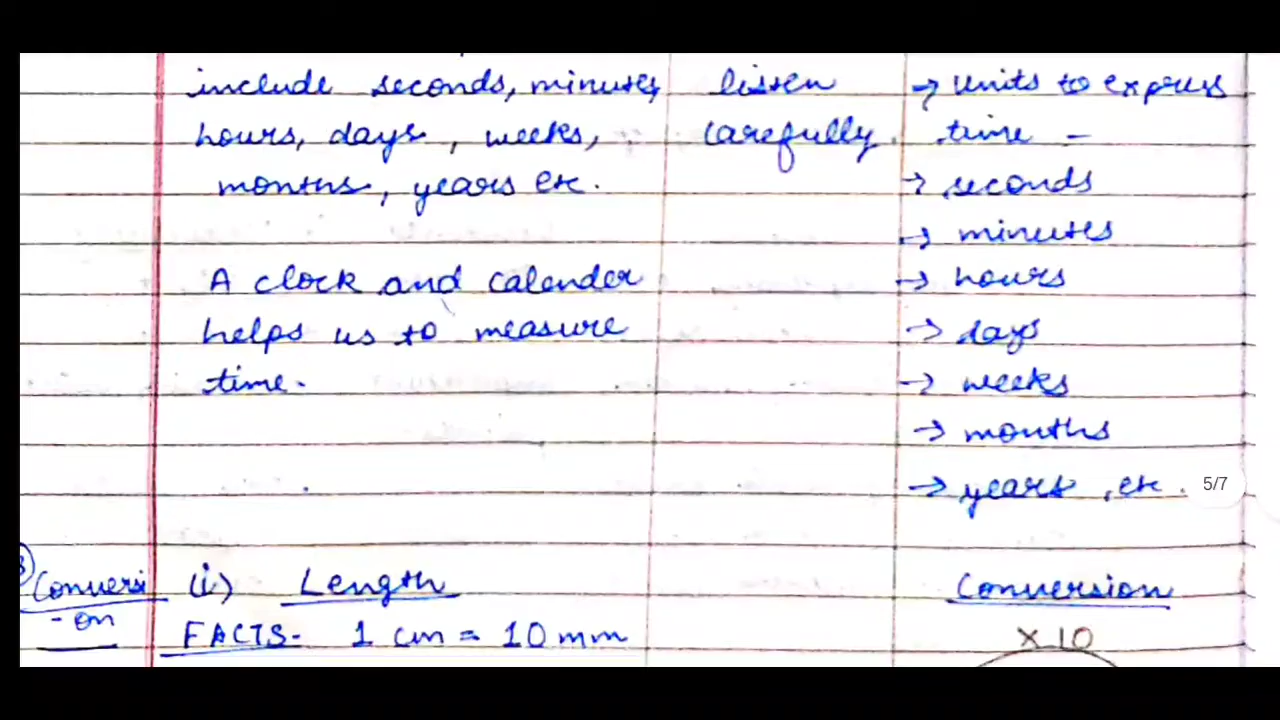 include seconds, minutes,
hours, days, weeks,
months, years etc.
A clock and calender
helps us to measure
time.
listen
carefully.
→ Units to express
time -
→ seconds
→ minutes
→ hours
→ days
→ weeks
→ months
→ years, etc.
5/7
Conversi
-on
(i) Length
FACTS- 1 cm = 10 mm
Conversion
x 10